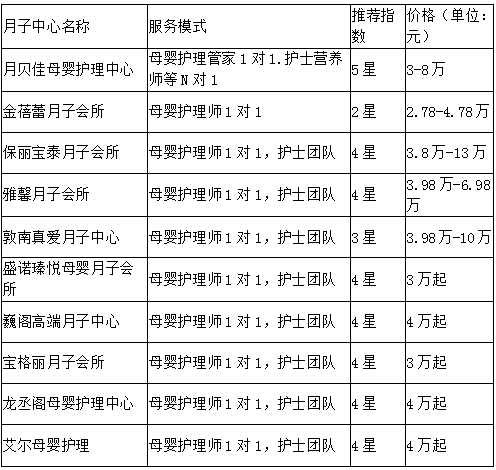 月子中心名称 服务模式 推荐指数 价格（单位：元）
月贝佳母婴护理中心 母婴护理管家1对1.护士营养师等N对1 5星 3-8万
金蓓蕾月子会所 母婴护理师1对1 2星 2.78-4.78万
保丽宝泰月子会所 母婴护理师1对1，护士团队 4星 3.8万-13万
雅馨月子会所 母婴护理师1对1，护士团队 4星 3.98万-6.98万
敦南真爱月子中心 母婴护理师1对1，护士团队 3星 3.98万-10万
盛诺瑧悦母婴月子会所 母婴护理师1对1，护士团队 4星 3万起
巍阁高端月子中心 母婴护理师1对1，护士团队 4星 4万起
宝格丽月子会所 母婴护理师1对1，护士团队 4星 3万起
龙丞阁母婴护理中心 母婴护理师1对1，护士团队 4星 4万起
艾尔母婴护理 母婴护理师1对1，护士团队 4星 4万起